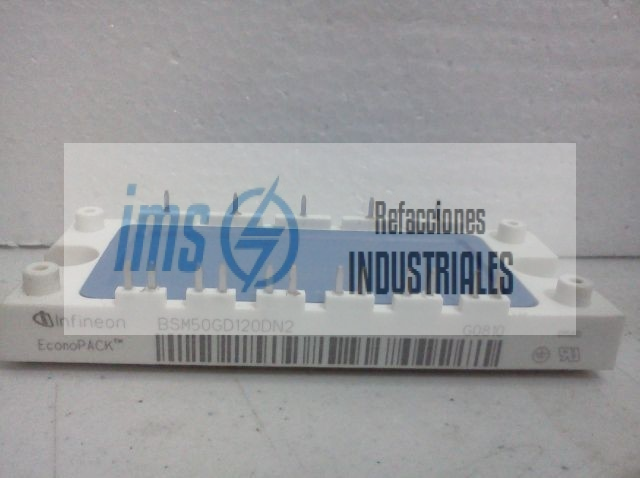 ims
Refacciones
INDUSTRIALES
Infineon
BSM50GD120DN2
G0810
EconoPACK™